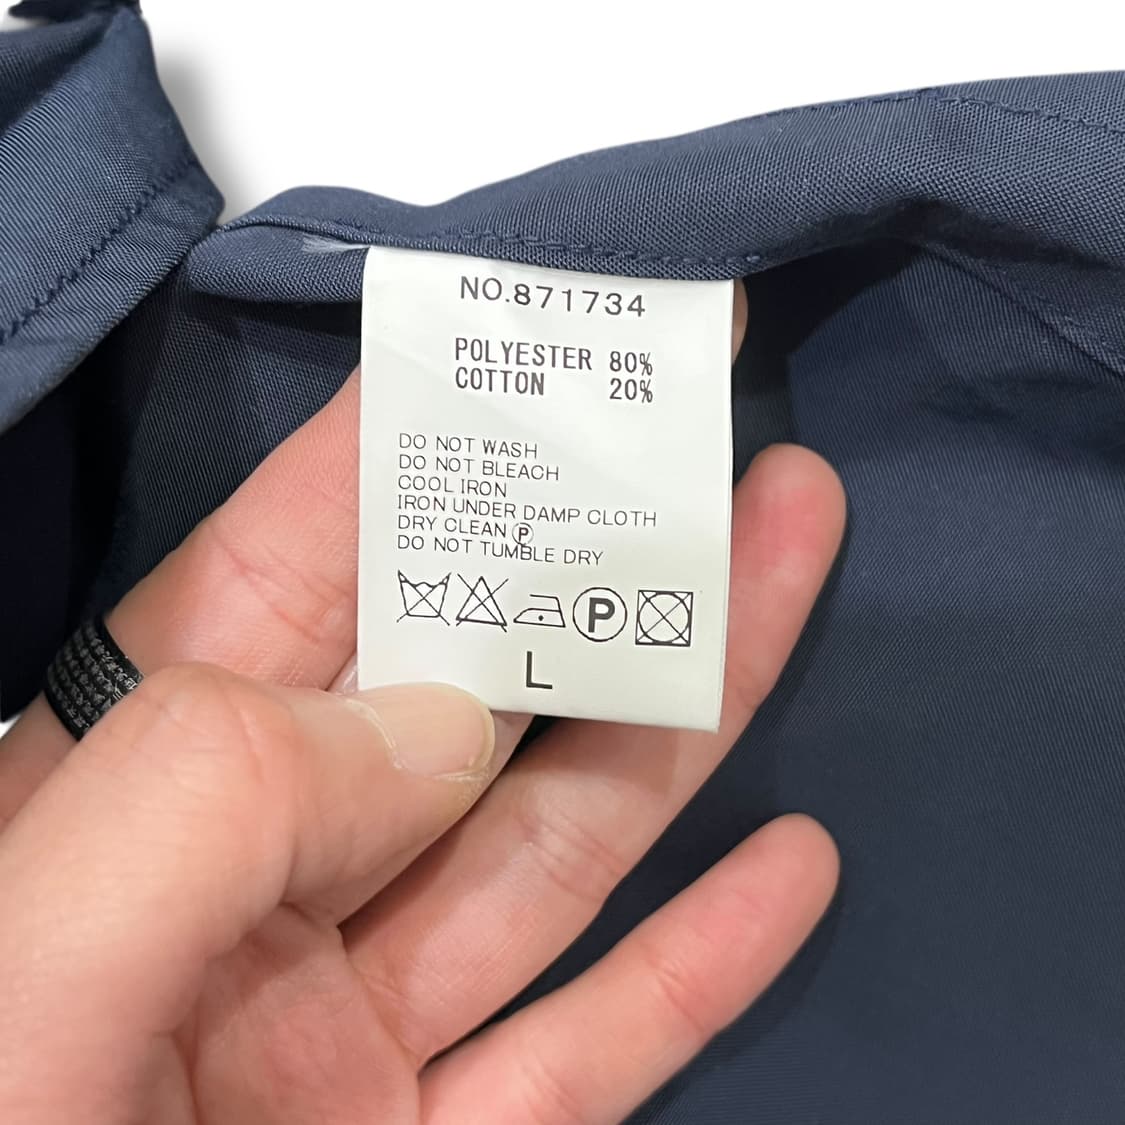 NO.871734
POLYESTER 80%
COTTON 20%
DO NOT WASH
DO NOT BLEACH
COOL IRON
IRON UNDER DAMP CLOTH
DRY CLEAN Ⓟ
DO NOT TUMBLE DRY
P
L